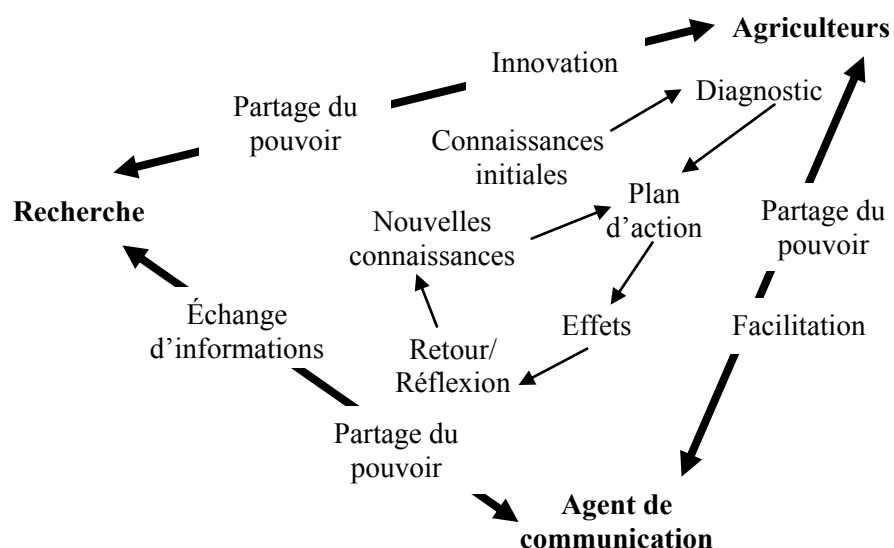 Agriculteurs
Innovation
Diagnostic
Partage du
pouvoir
Connaissances
initiales
Recherche
Nouvelles
connaissances
Plan
d’action
Partage du
pouvoir
Échange
d’informations
Effets
Facilitation
Retour/
Réflexion
Partage du
pouvoir
Agent de
communication